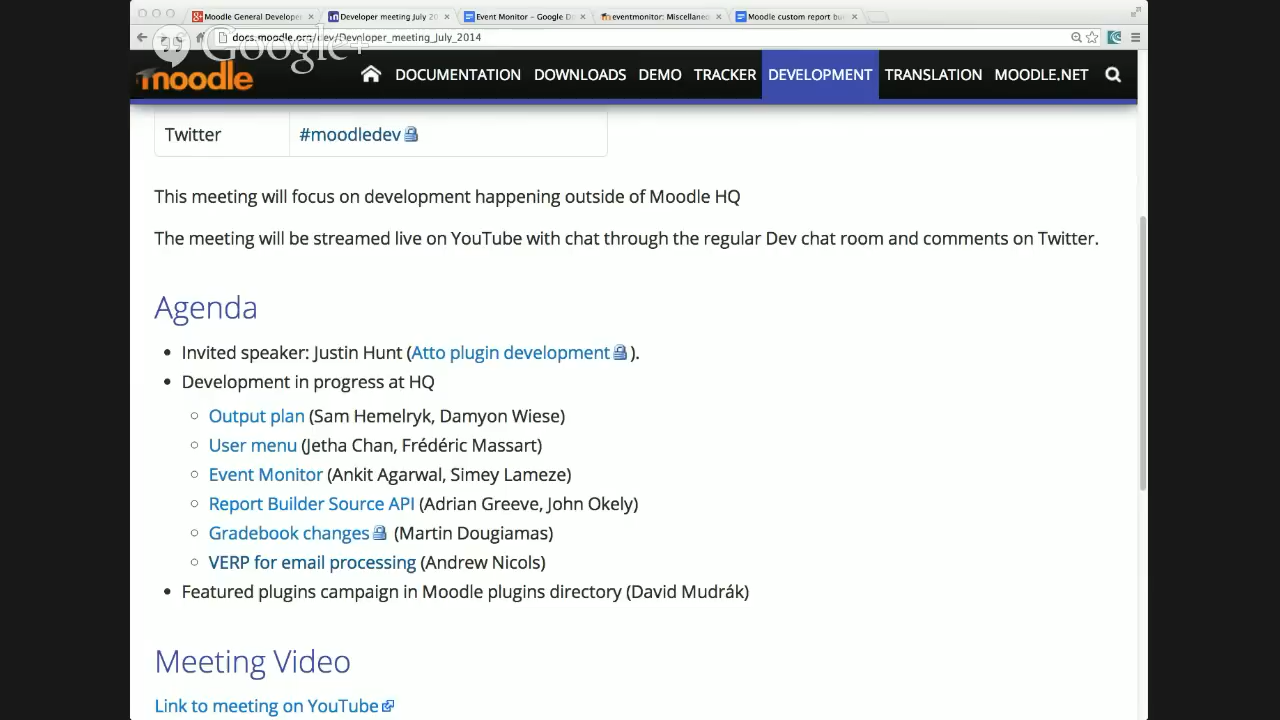 Moodle General Developer
Developer meeting July 20
Event Monitor - Google D
eventmonitor: Miscellane
Moodle custom report bu
docs.moodle.org/dev/Developer_meeting_July_2014
Google+
moodle
DOCUMENTATION DOWNLOADS DEMO TRACKER DEVELOPMENT TRANSLATION MOODLE.NET
Twitter #moodledev
This meeting will focus on development happening outside of Moodle HQ
The meeting will be streamed live on YouTube with chat through the regular Dev chat room and comments on Twitter.
Agenda
Invited speaker: Justin Hunt (Atto plugin development ).
Development in progress at HQ
Output plan (Sam Hemelryk, Damyon Wiese)
User menu (Jetha Chan, Frédéric Massart)
Event Monitor (Ankit Agarwal, Simey Lameze)
Report Builder Source API (Adrian Greeve, John Okely)
Gradebook changes (Martin Dougiamas)
VERP for email processing (Andrew Nicols)
Featured plugins campaign in Moodle plugins directory (David Mudrák)
Meeting Video
Link to meeting on YouTube